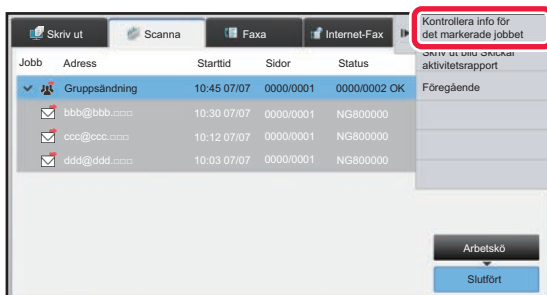 Skriv ut
Scanna
Faxa
Internet-Fax
Kontrollera info för
det markerade jobbet
Skriv ut bild Skickar
aktivitetsrapport
Föregående
Jobb Adress Starttid Sidor Status
Gruppsändning 10:45 07/07 0000/0001 0000/0002 OK
bbb@bbb.□□□ 10:30 07/07 0000/0001 NG800000
ccc@ccc.□□□ 10:12 07/07 0000/0001 NG800000
ddd@ddd.□□□ 10:03 07/07 0000/0001 NG800000
Arbetskö
Slutfört